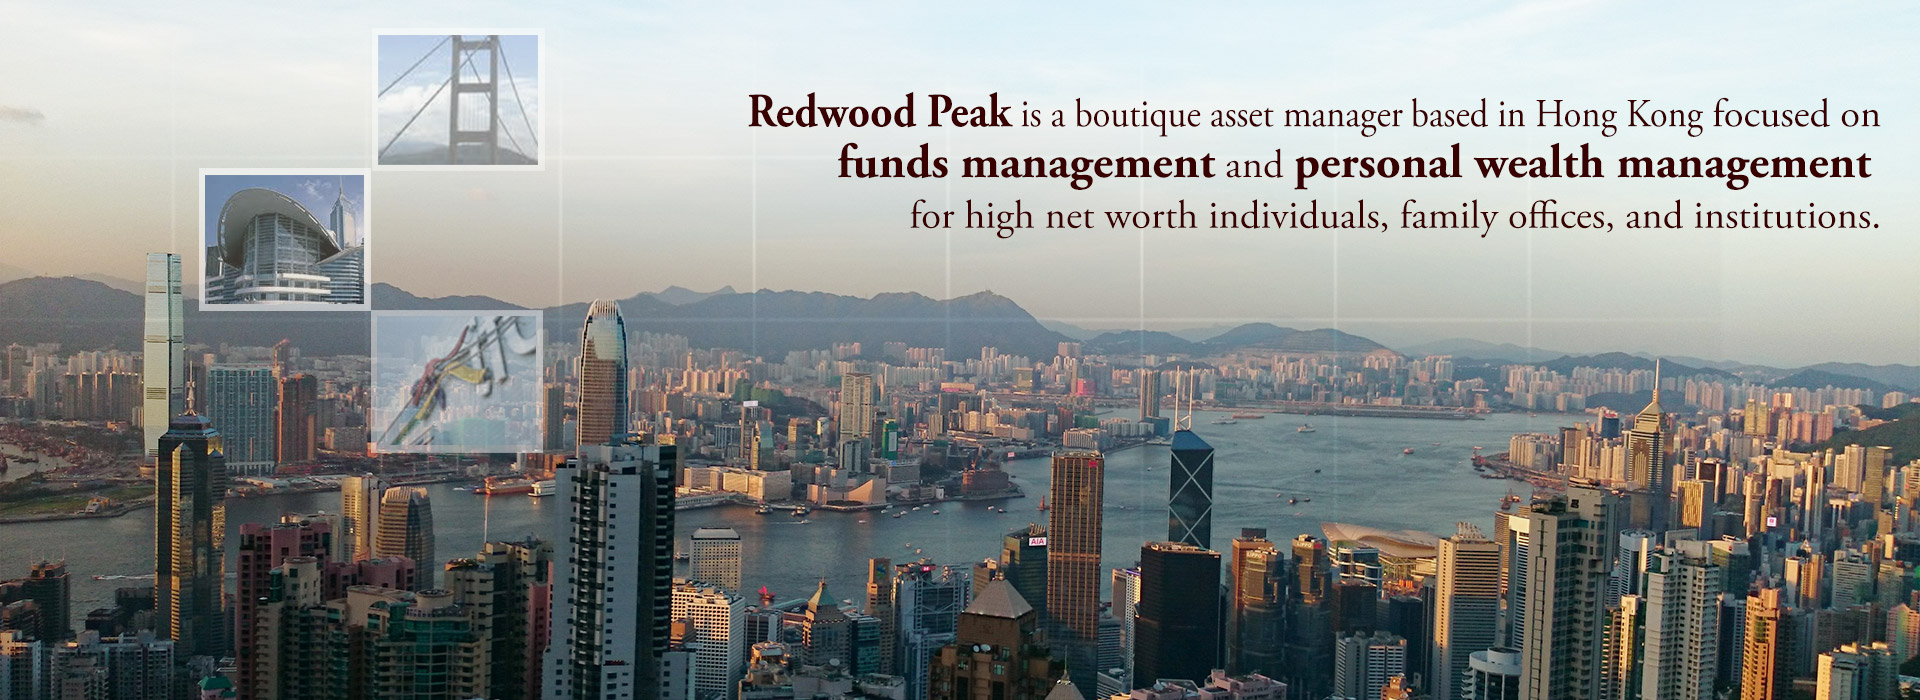 Redwood Peak is a boutique asset manager based in Hong Kong focused on
funds management and personal wealth management
for high net worth individuals, family offices, and institutions.
AIA